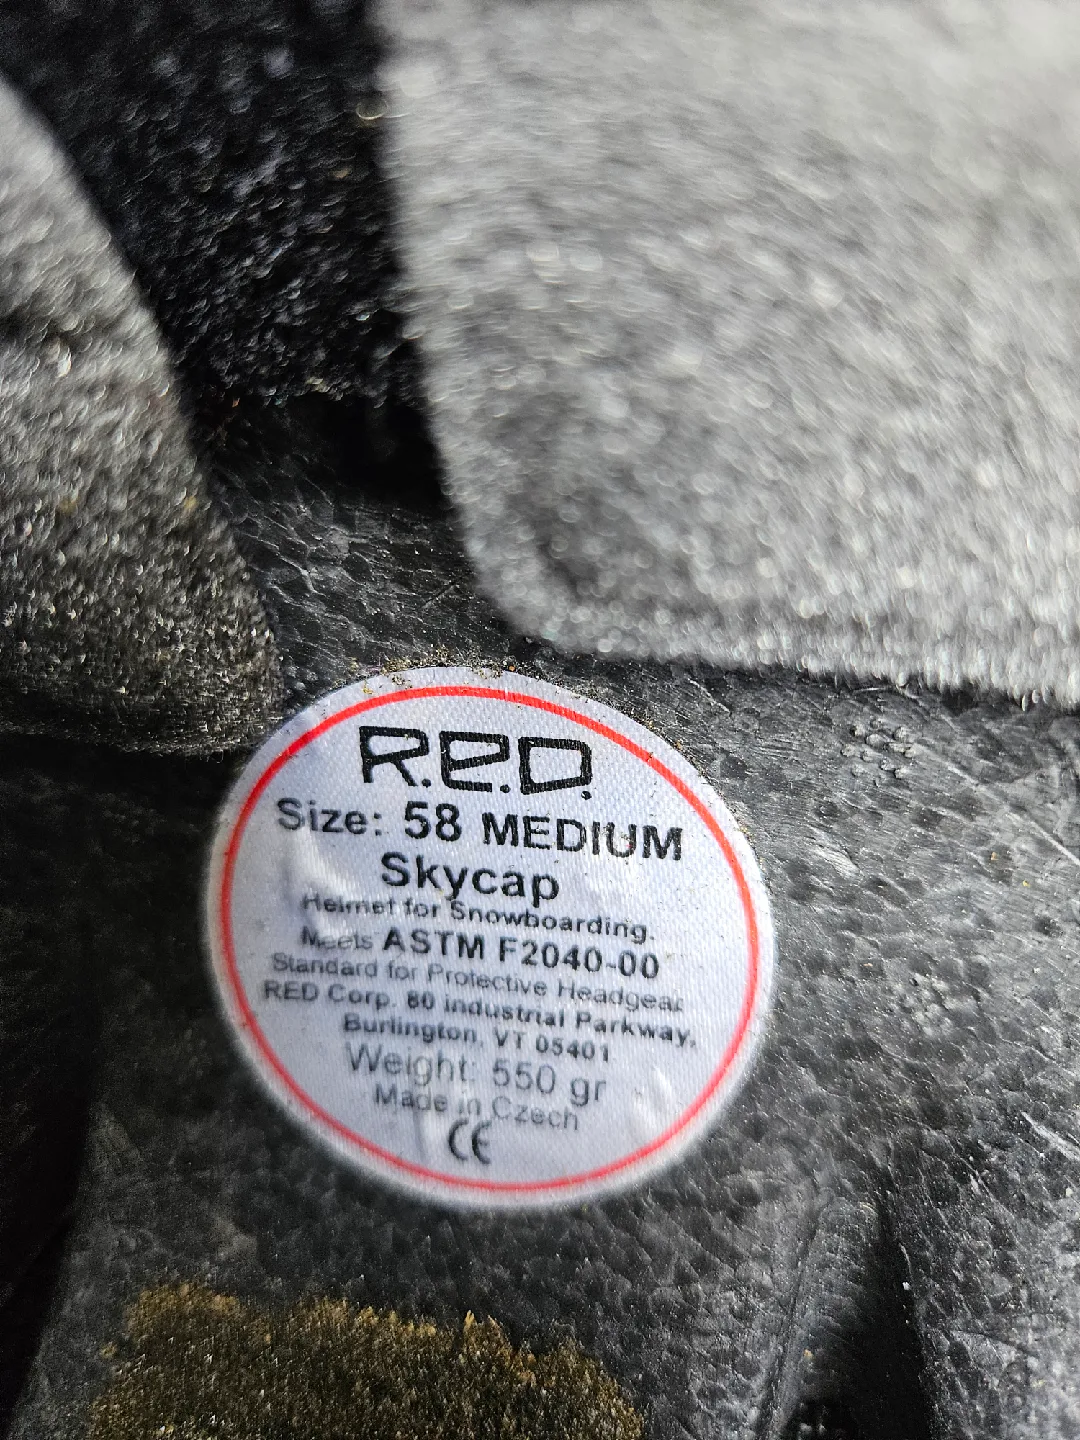 R.E.D.
Size: 58 MEDIUM
Skycap
Helmet for Snowboarding.
Meets ASTM F2040-00
Standard for Protective Headgear
RED Corp. 80 industrial Parkway,
Burlington, VT 05401
Weight: 550 gr
Made in Czech
CE